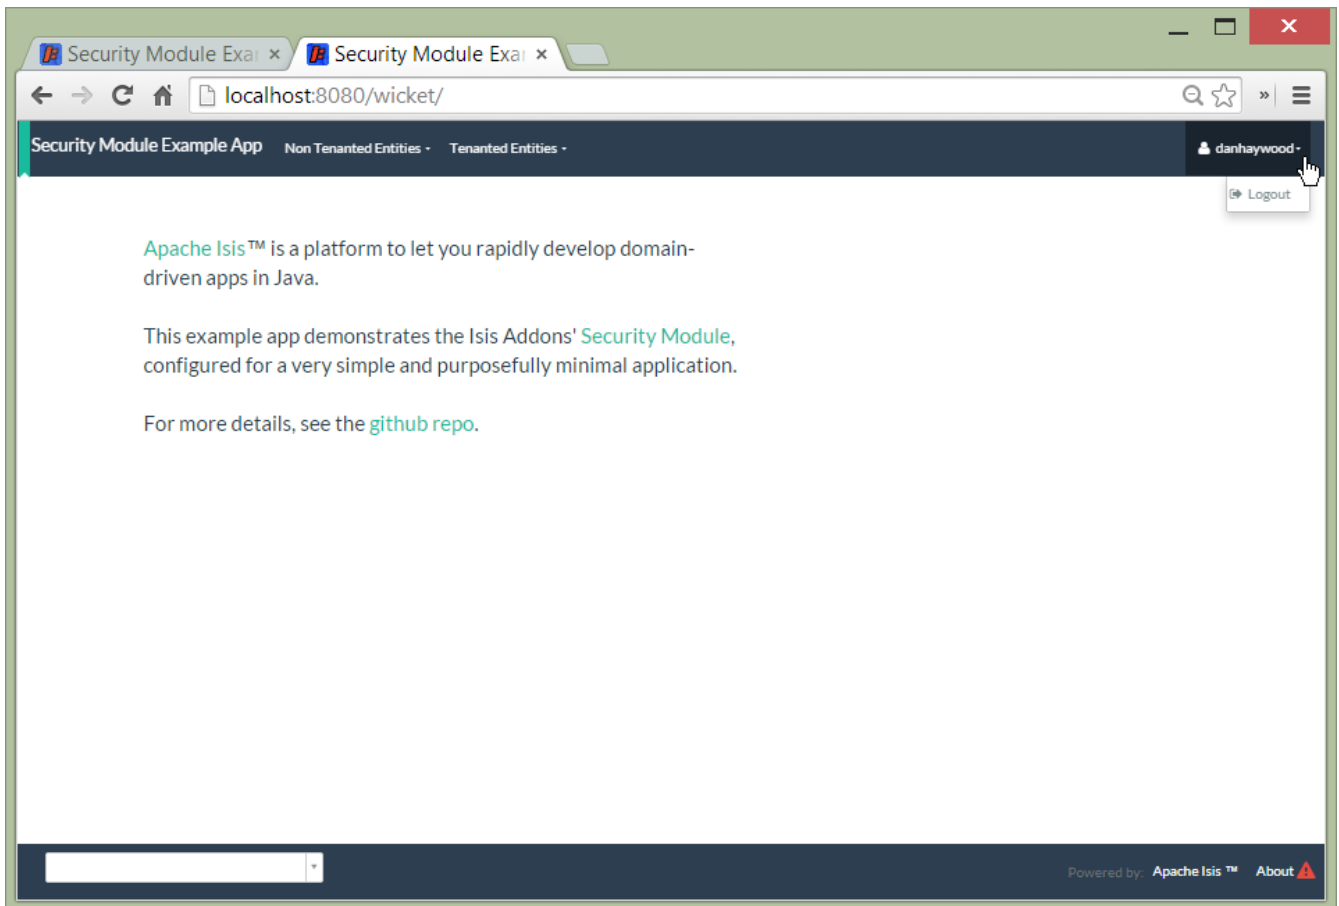 Security Module Exa
Security Module Exa
localhost:8080/wicket/
Security Module Example App Non Tenanted Entities Tenanted Entities danhaywood
Logout
Apache Isis™ is a platform to let you rapidly develop domain-
driven apps in Java.
This example app demonstrates the Isis Addons' Security Module,
configured for a very simple and purposefully minimal application.
For more details, see the github repo.
Powered by: Apache Isis ™ About